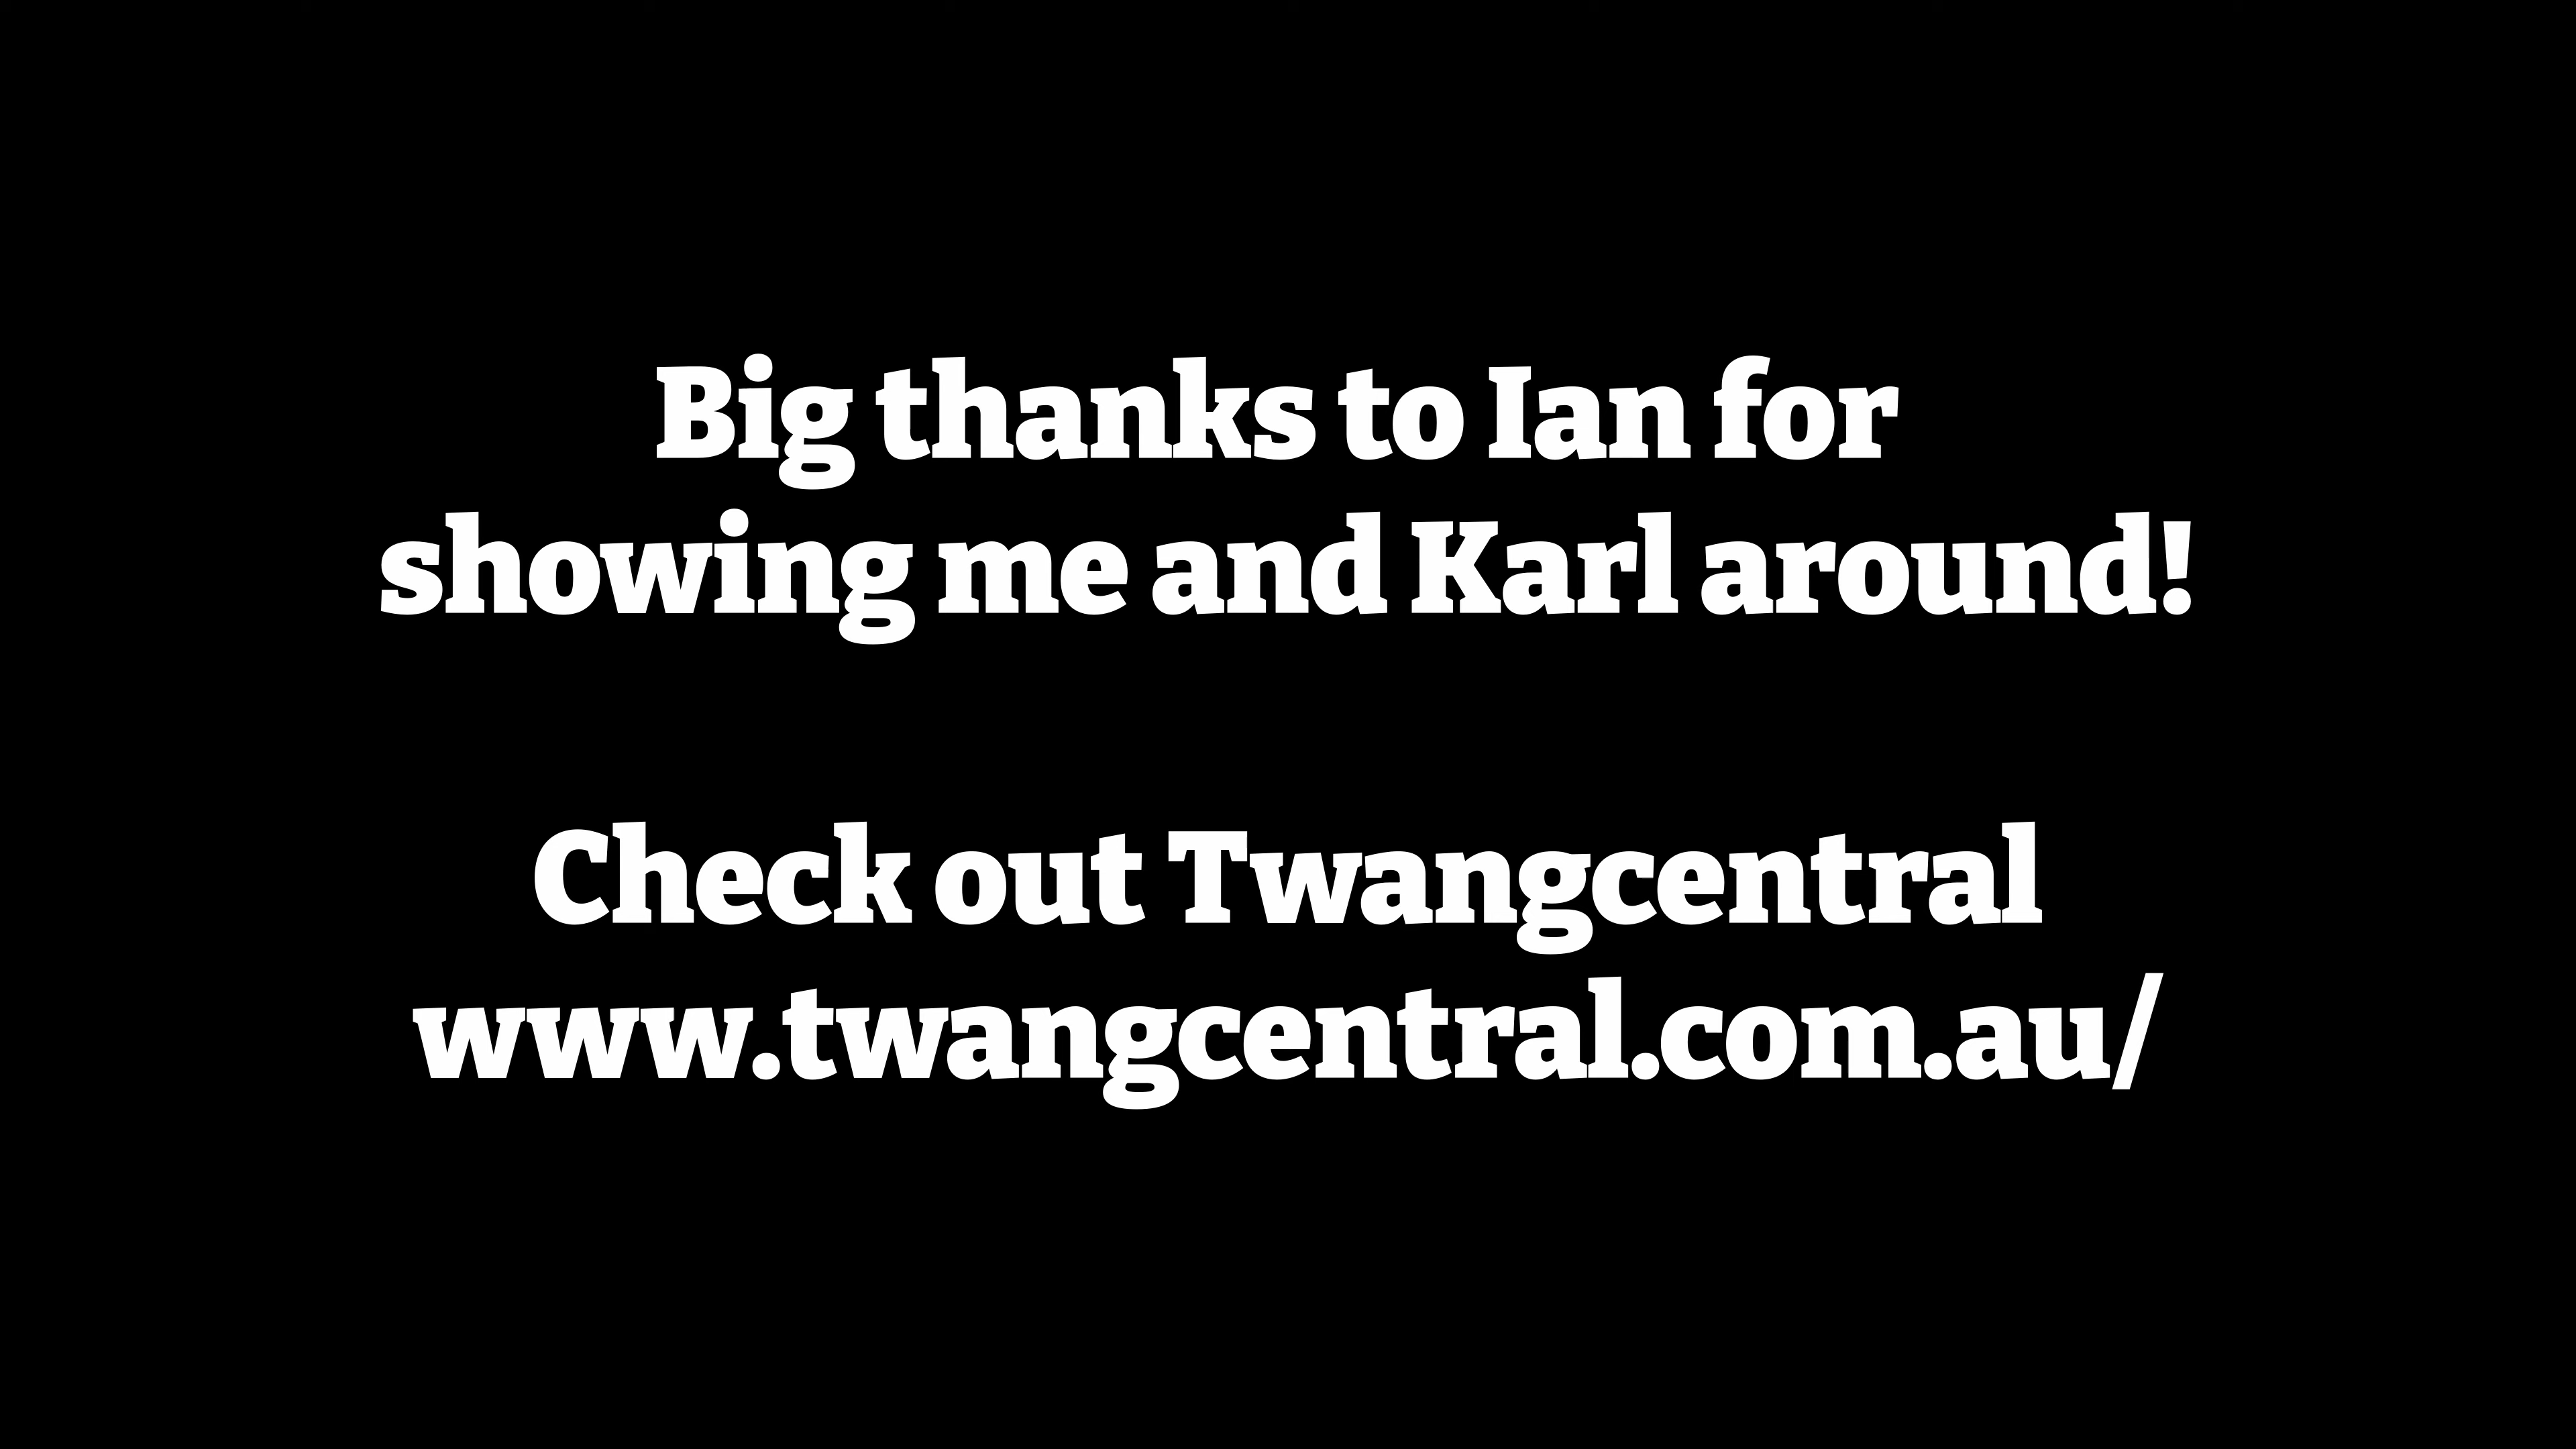 Big thanks to Ian for
showing me and Karl around!
Check out Twangcentral
www.twangcentral.com.au/